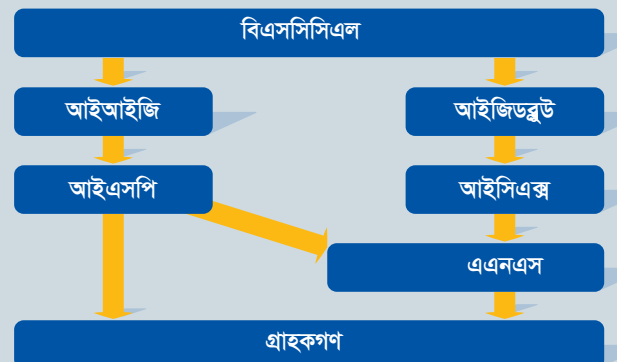 বিএসসিসিএল
আইআইজি
আইজিডব্লুউ
আইএসপি
আইসিএক্স
এএনএস
গ্রাহকগণ